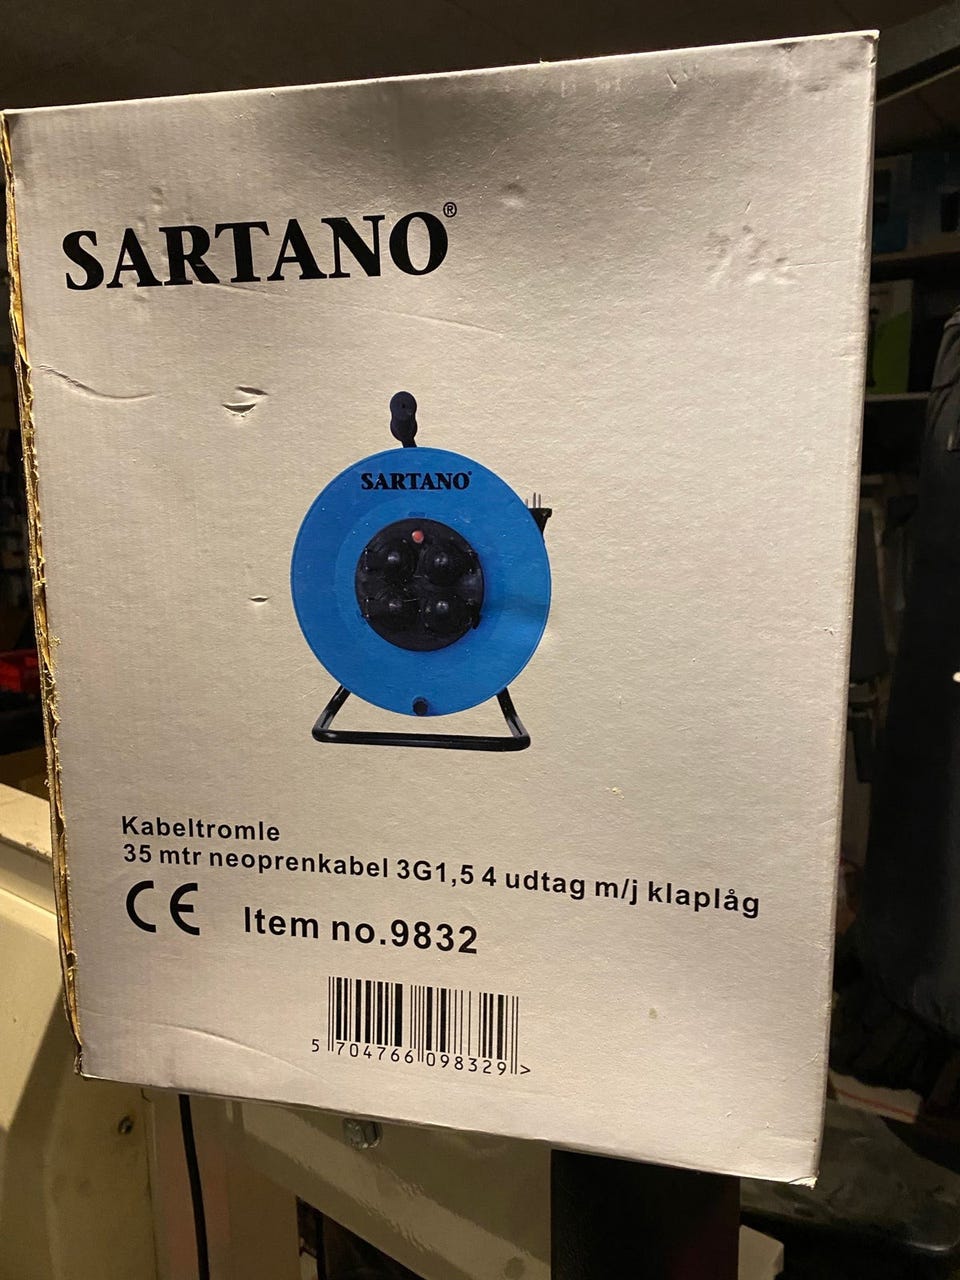 SARTANO®
SARTANO®
Kabeltromle
35 mtr neoprenkabel 3G1,5 4 udtag m/j klaplåg
CE Item no.9832
5 704766 098329 >